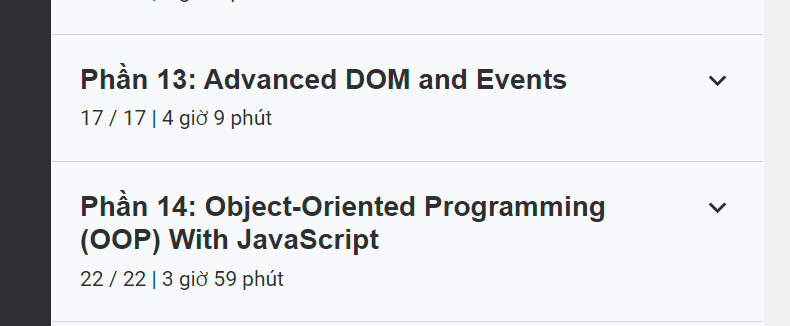 Phần 13: Advanced DOM and Events
17 / 17 | 4 giờ 9 phút
Phần 14: Object-Oriented Programming
(OOP) With JavaScript
22 / 22 | 3 giờ 59 phút